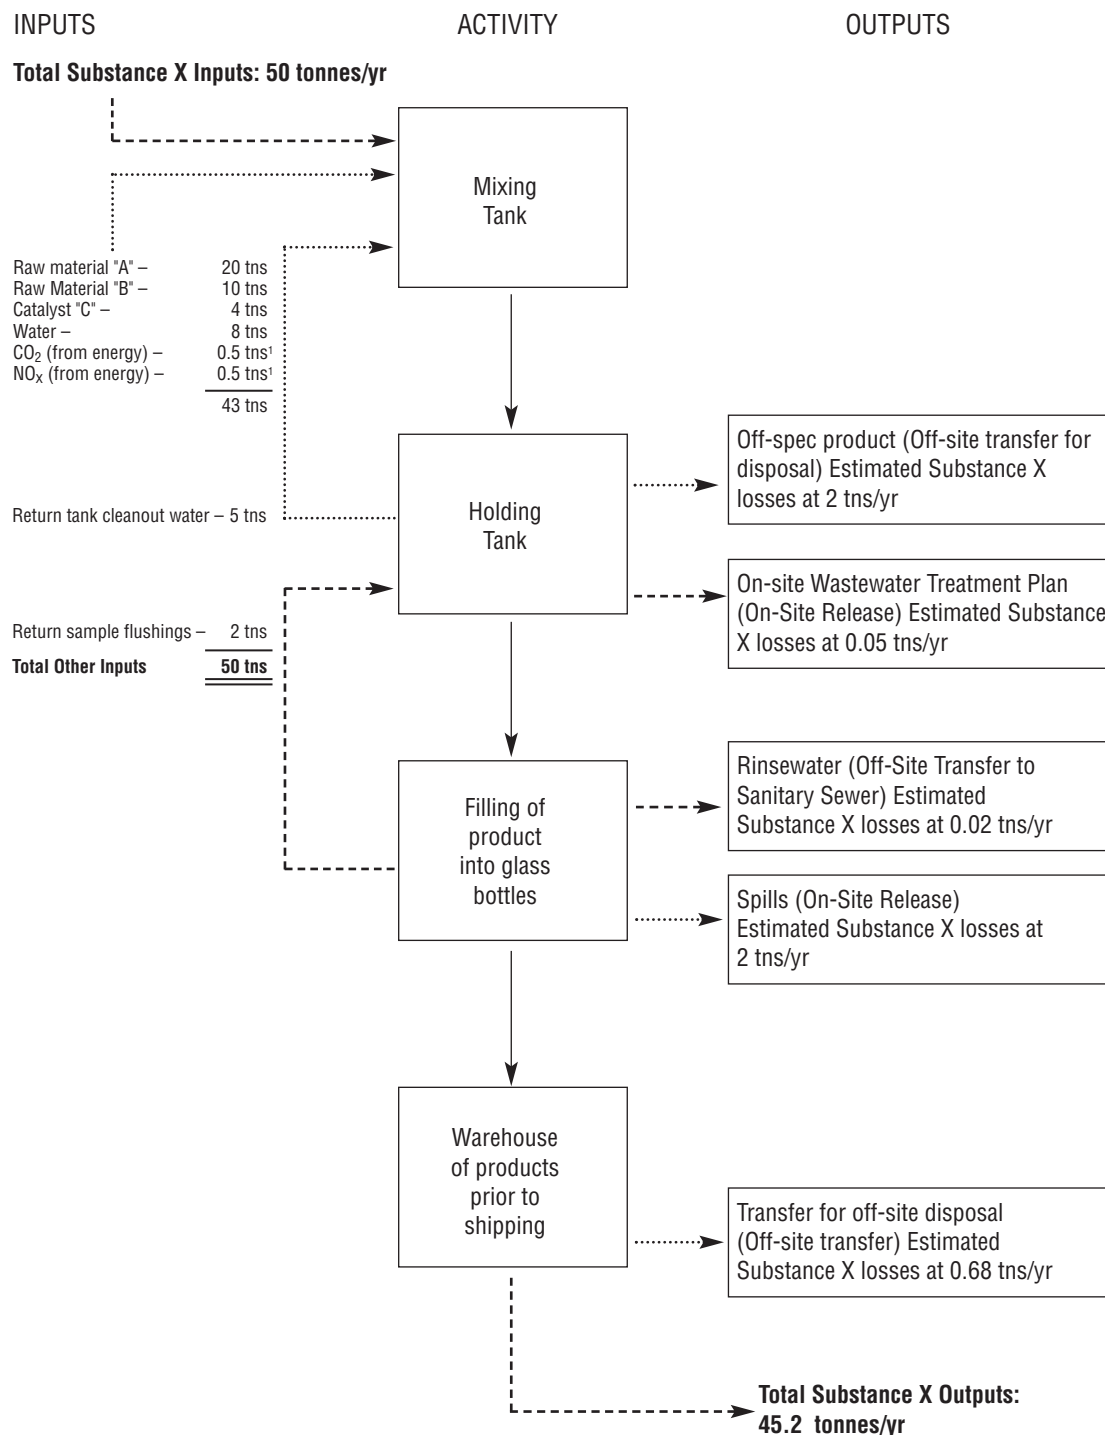 INPUTS
ACTIVITY
OUTPUTS
Total Substance X Inputs: 50 tonnes/yr
Mixing
Tank
Raw material "A" – 20 tns
Raw Material "B" – 10 tns
Catalyst "C" – 4 tns
Water – 8 tns
CO₂ (from energy) – 0.5 tns¹
NOₓ (from energy) – 0.5 tns¹
43 tns
Return tank cleanout water – 5 tns
Return sample flushings – 2 tns
Total Other Inputs 50 tns
Holding
Tank
Off-spec product (Off-site transfer for
disposal) Estimated Substance X
losses at 2 tns/yr
On-site Wastewater Treatment Plan
(On-Site Release) Estimated Substance
X losses at 0.05 tns/yr
Filling of
product
into glass
bottles
Rinsewater (Off-Site Transfer to
Sanitary Sewer) Estimated
Substance X losses at 0.02 tns/yr
Spills (On-Site Release)
Estimated Substance X losses at
2 tns/yr
Warehouse
of products
prior to
shipping
Transfer for off-site disposal
(Off-site transfer) Estimated
Substance X losses at 0.68 tns/yr
Total Substance X Outputs:
45.2 tonnes/yr